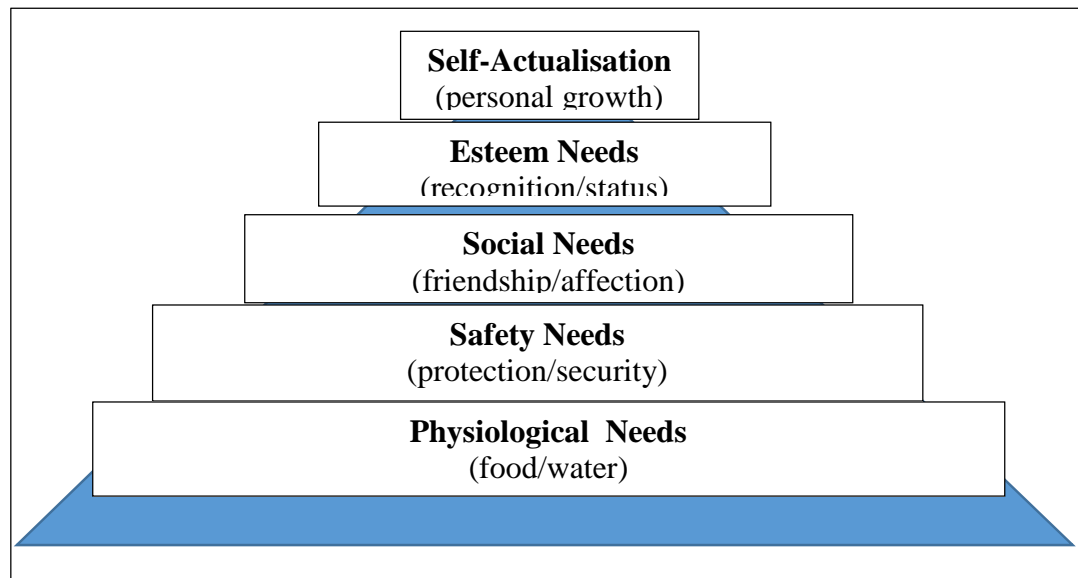 Self-Actualisation
(personal growth)
Esteem Needs
(recognition/status)
Social Needs
(friendship/affection)
Safety Needs
(protection/security)
Physiological  Needs
(food/water)